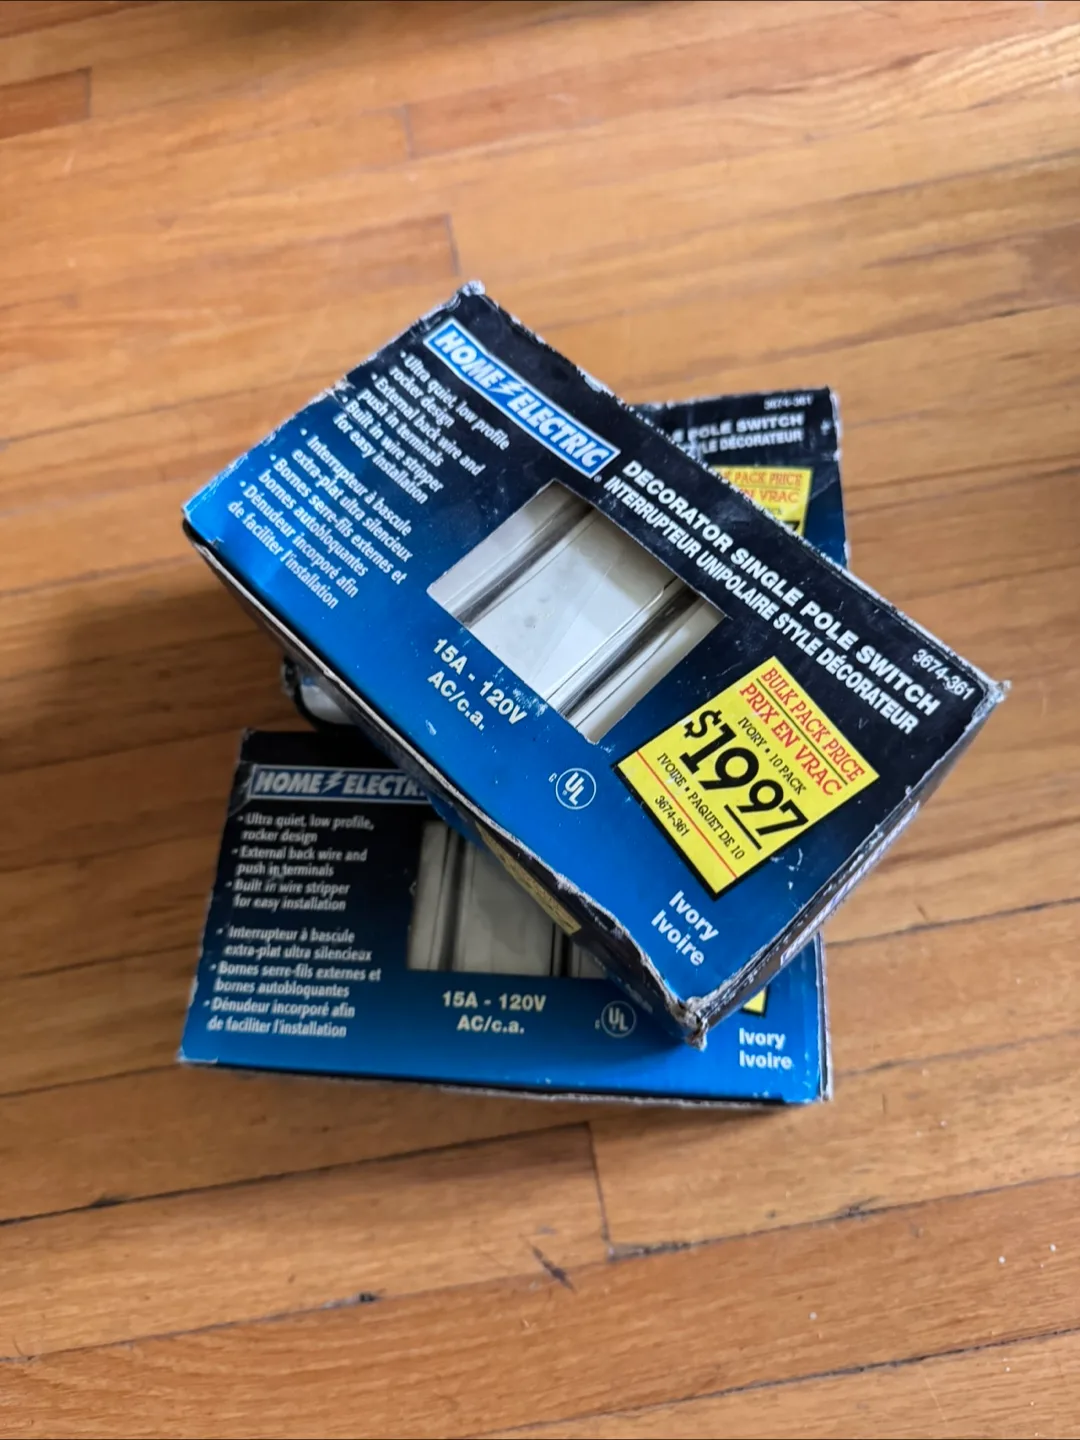 HOME ELECTRIC
• Ultra quiet, low profile
rocker design
• External back wire and
push in terminals
• Built in wire stripper
for easy installation
• Interrupteur à bascule
extra-plat ultra silencieux
• Bornes serre-fils externes et
bornes autobloquantes
• Dénudeur incorporé afin
de faciliter l'installation
DECORATOR SINGLE POLE SWITCH
INTERRUPTEUR UNIPOLAIRE STYLE DÉCORATEUR
3674-361
15A - 120V
AC/c.a.
C UL
BULK PACK PRICE
PRIX EN VRAC
IVORY • 10 PACK
$19.97
IVOIRE • PAQUET DE 10
3674-361
Ivory
Ivoire
3674-361
POLE SWITCH
DÉCORATEUR
PACK PRICE
EN VRAC
HOME ELECTR
• Ultra quiet, low profile,
rocker design
• External back wire and
push in terminals
• Built in wire stripper
for easy installation
• Interrupteur à bascule
extra-plat ultra silencieux
• Bornes serre-fils externes et
bornes autobloquantes
• Dénudeur incorporé afin
de faciliter l'installation
15A - 120V
AC/c.a.
C UL
Ivory
Ivoire